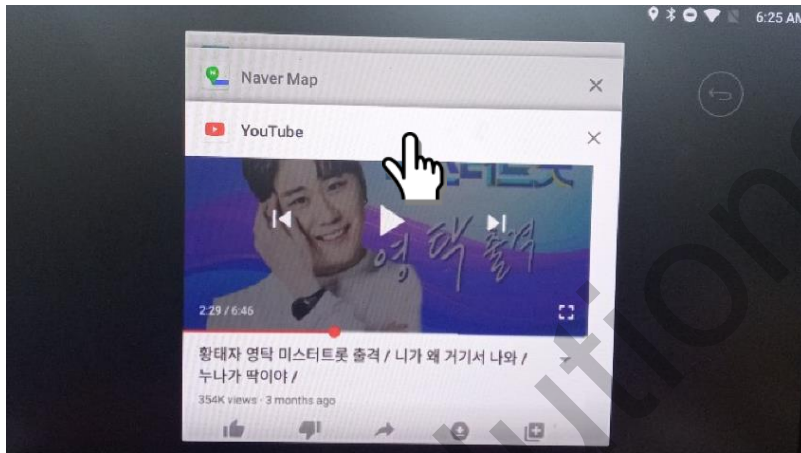 6:25 AM
Naver Map
YouTube
영탁 출격
2:29 / 6:46
황태자 영탁 미스터트롯 출격 / 니가 왜 거기서 나와 /
누나가 딱이야 /
354K views · 3 months ago